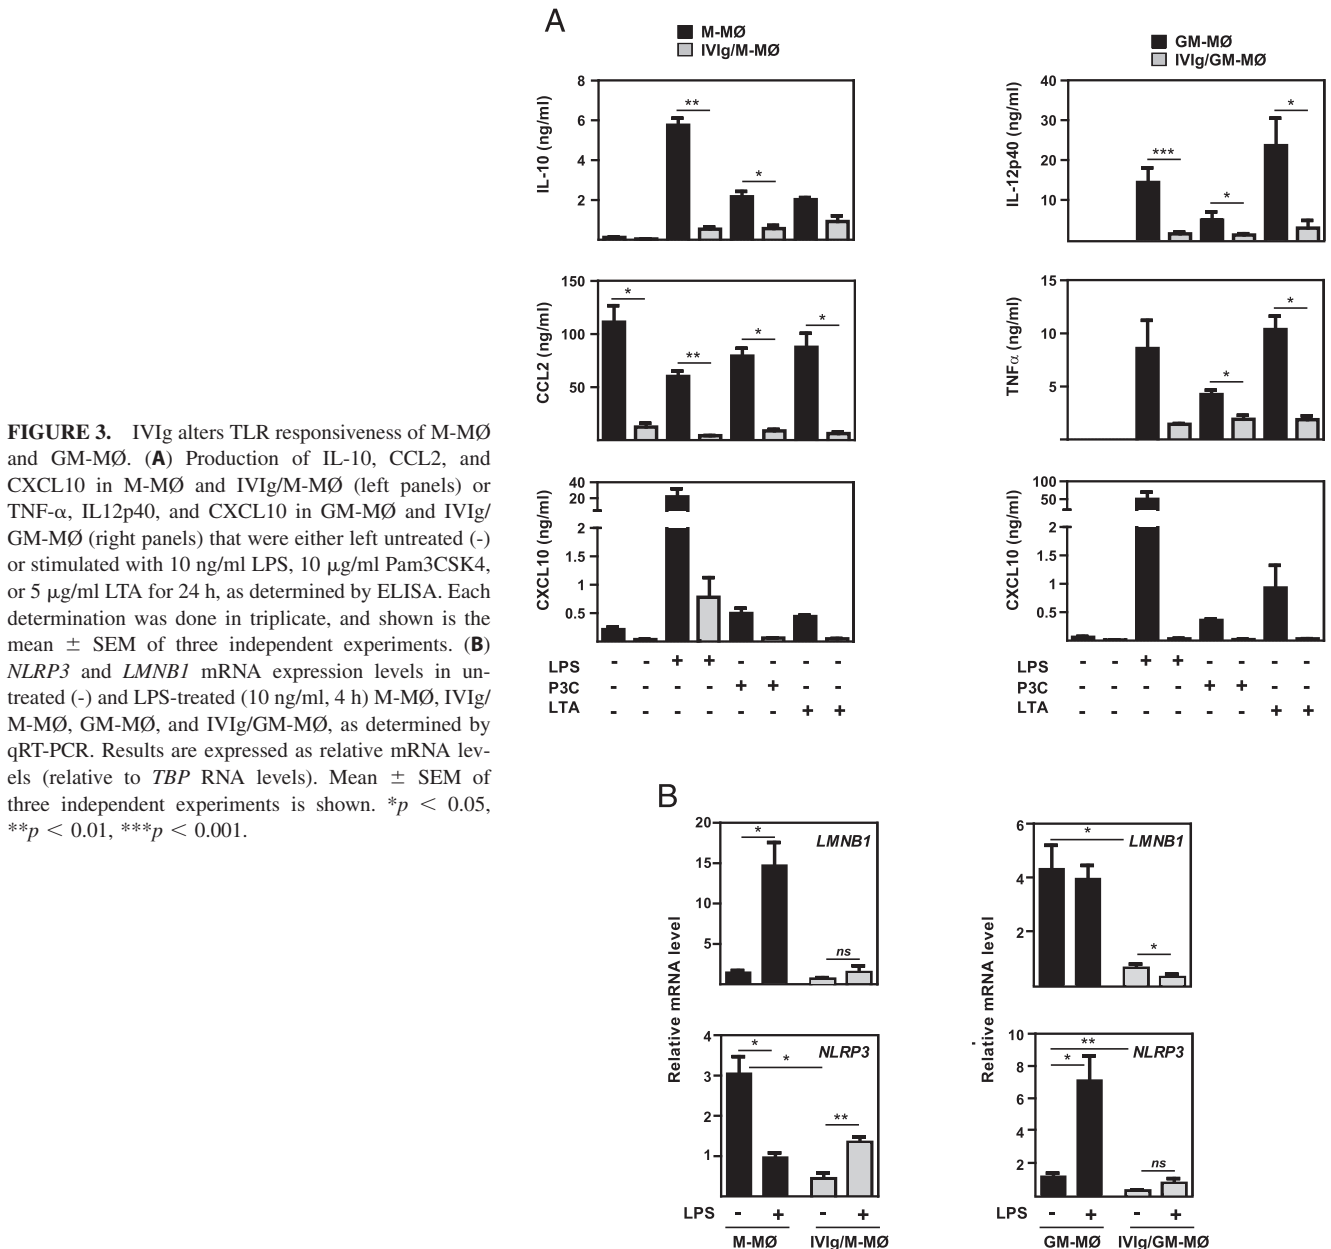 FIGURE 3. IVIg alters TLR responsiveness of M-MØ
and GM-MØ. (A) Production of IL-10, CCL2, and
CXCL10 in M-MØ and IVIg/M-MØ (left panels) or
TNF-α, IL12p40, and CXCL10 in GM-MØ and IVIg/
GM-MØ (right panels) that were either left untreated (-)
or stimulated with 10 ng/ml LPS, 10 μg/ml Pam3CSK4,
or 5 μg/ml LTA for 24 h, as determined by ELISA. Each
determination was done in triplicate, and shown is the
mean ± SEM of three independent experiments. (B)
NLRP3 and LMNB1 mRNA expression levels in un-
treated (-) and LPS-treated (10 ng/ml, 4 h) M-MØ, IVIg/
M-MØ, GM-MØ, and IVIg/GM-MØ, as determined by
qRT-PCR. Results are expressed as relative mRNA lev-
els (relative to TBP RNA levels). Mean ± SEM of
three independent experiments is shown. *p < 0.05,
**p < 0.01, ***p < 0.001.
A
M-MØ
IVIg/M-MØ
IL-10 (ng/ml)
8
6
4
2
**
*
CCL2 (ng/ml)
150
100
50
*
**
*
*
CXCL10 (ng/ml)
40
20
2
1.5
1
0.5
LPS - - + + - - - -
P3C - - - - + + - -
LTA - - - - - - + +
GM-MØ
IVIg/GM-MØ
IL-12p40 (ng/ml)
40
30
20
10
***
*
*
TNFα (ng/ml)
15
10
5
*
*
CXCL10 (ng/ml)
100
50
2
1.5
1
0.5
LPS - - + + - - - -
P3C - - - - + + - -
LTA - - - - - - + +
B
Relative mRNA level
20
15
10
5
*
LMNB1
ns
4
3
2
1
*
*
NLRP3
**
LPS - + - +
M-MØ IVIg/M-MØ
Relative mRNA level
6
4
2
*
LMNB1
*
10
8
6
4
2
**
*
NLRP3
ns
LPS - + - +
GM-MØ IVIg/GM-MØ